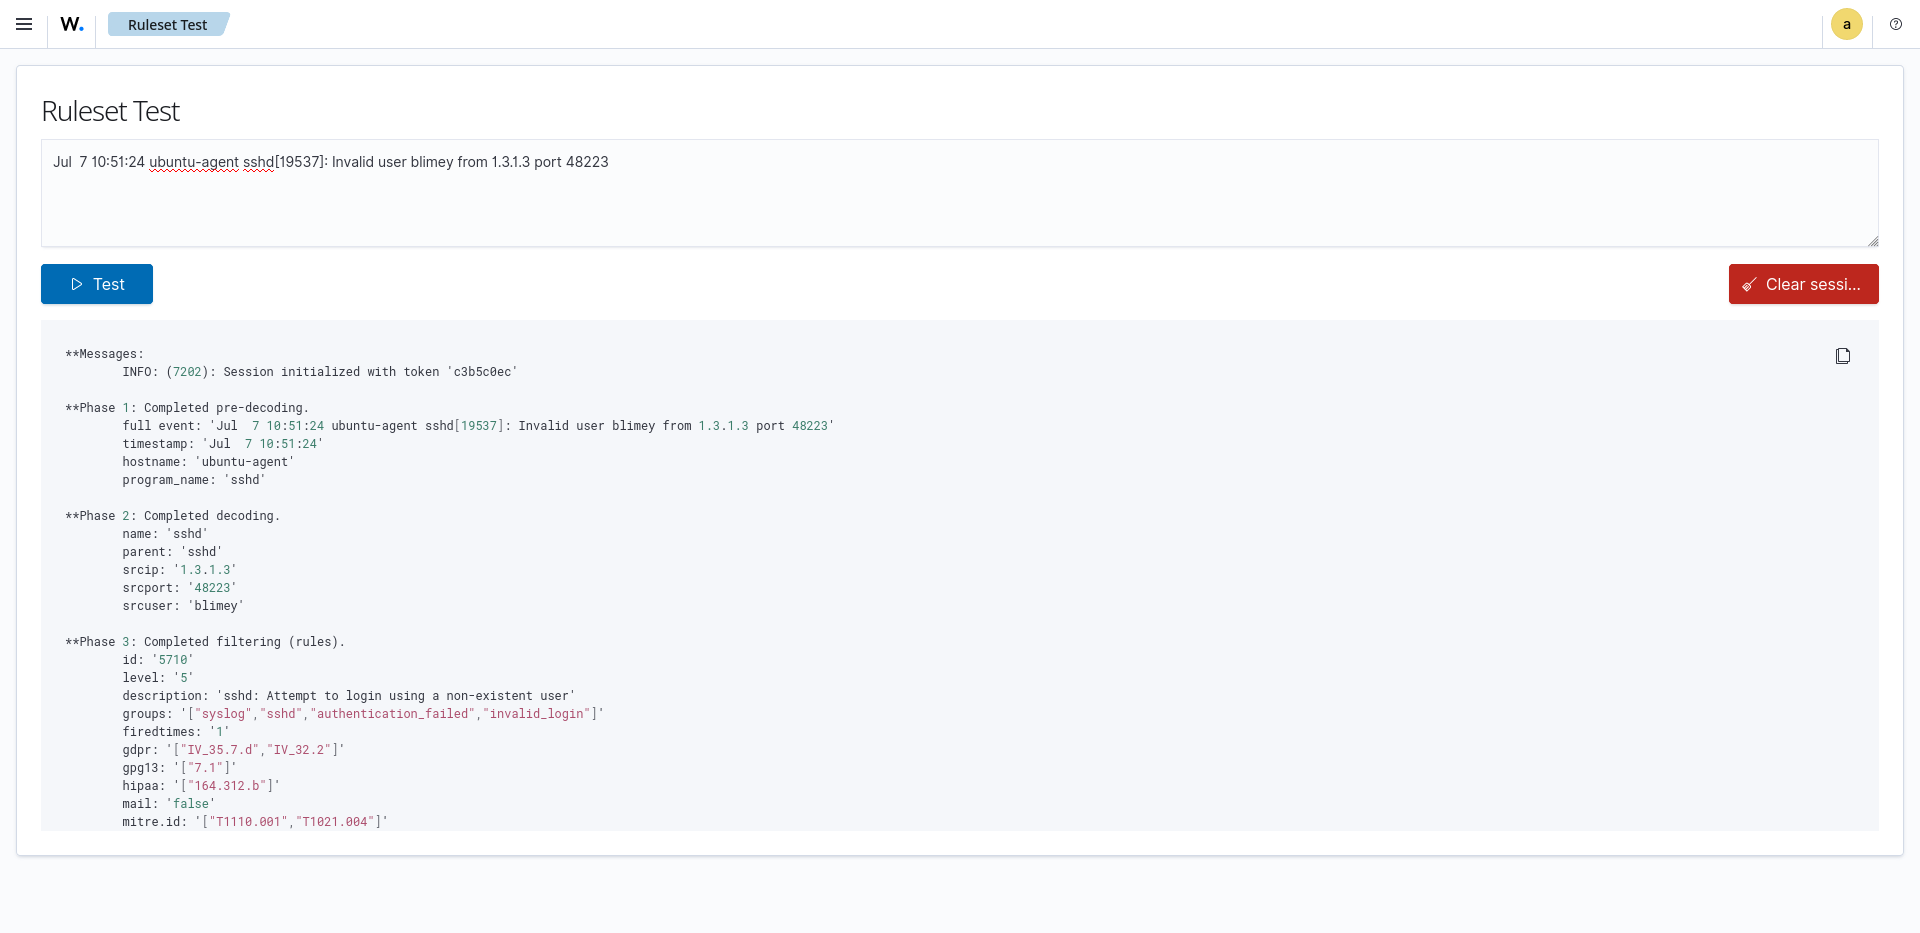 W.
Ruleset Test
a
Ruleset Test
Jul  7 10:51:24 ubuntu-agent sshd[19537]: Invalid user blimey from 1.3.1.3 port 48223
Test
Clear sessi...
**Messages:
INFO: (7202): Session initialized with token 'c3b5c0ec'
**Phase 1: Completed pre-decoding.
full event: 'Jul  7 10:51:24 ubuntu-agent sshd[19537]: Invalid user blimey from 1.3.1.3 port 48223'
timestamp: 'Jul  7 10:51:24'
hostname: 'ubuntu-agent'
program_name: 'sshd'
**Phase 2: Completed decoding.
name: 'sshd'
parent: 'sshd'
srcip: '1.3.1.3'
srcport: '48223'
srcuser: 'blimey'
**Phase 3: Completed filtering (rules).
id: '5710'
level: '5'
description: 'sshd: Attempt to login using a non-existent user'
groups: '["syslog","sshd","authentication_failed","invalid_login"]'
firedtimes: '1'
gdpr: '["IV_35.7.d","IV_32.2"]'
gpg13: '["7.1"]'
hipaa: '["164.312.b"]'
mail: 'false'
mitre.id: '["T1110.001","T1021.004"]'